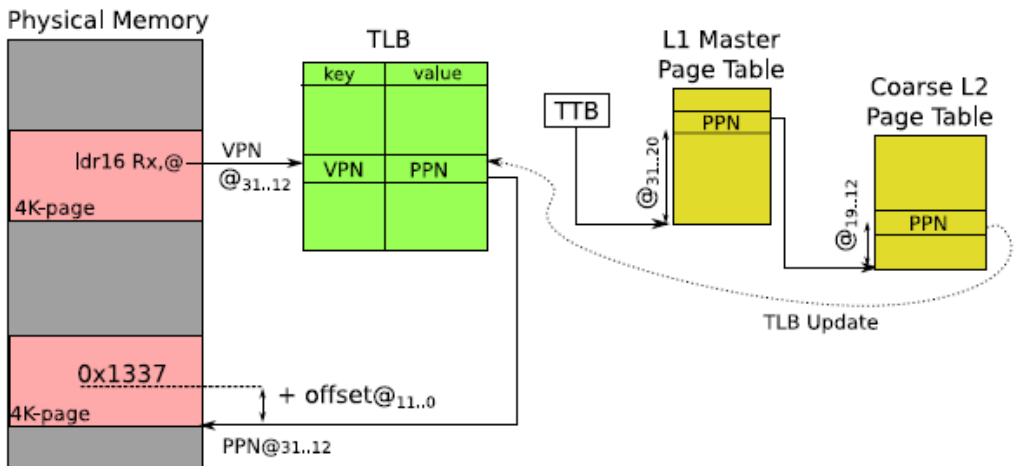 Physical Memory
ldr16 Rx,@
4K-page
0x1337
4K-page
VPN
@31..12
+ offset@11..0
PPN@31..12
TLB
key value
VPN PPN
TTB
L1 Master
Page Table
PPN
@31..20
Coarse L2
Page Table
PPN
@19..12
TLB Update